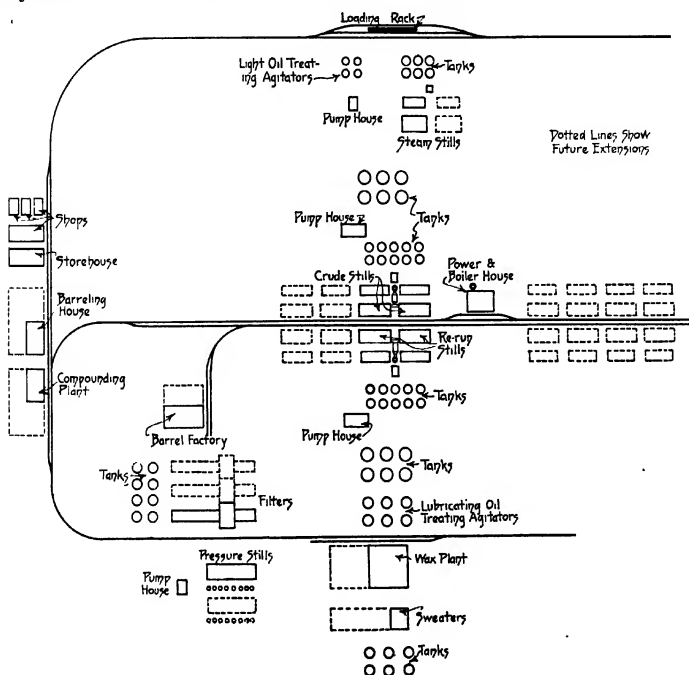 Loading Rack
Light Oil Treat-
ing Agitators
Tanks
Pump House
Steam Stills
Dotted Lines Show
Future Extensions
Shops
Tanks
Pump House
Storehouse
Crude Stills
Power &
Boiler House
Barreling
House
Re-run
Stills
Compounding
Plant
Tanks
Barrel Factory
Pump House
Tanks
Tanks
Filters
Lubricating Oil
Treating Agitators
Pressure Stills
Wax Plant
Pump
House
Sweaters
Tanks